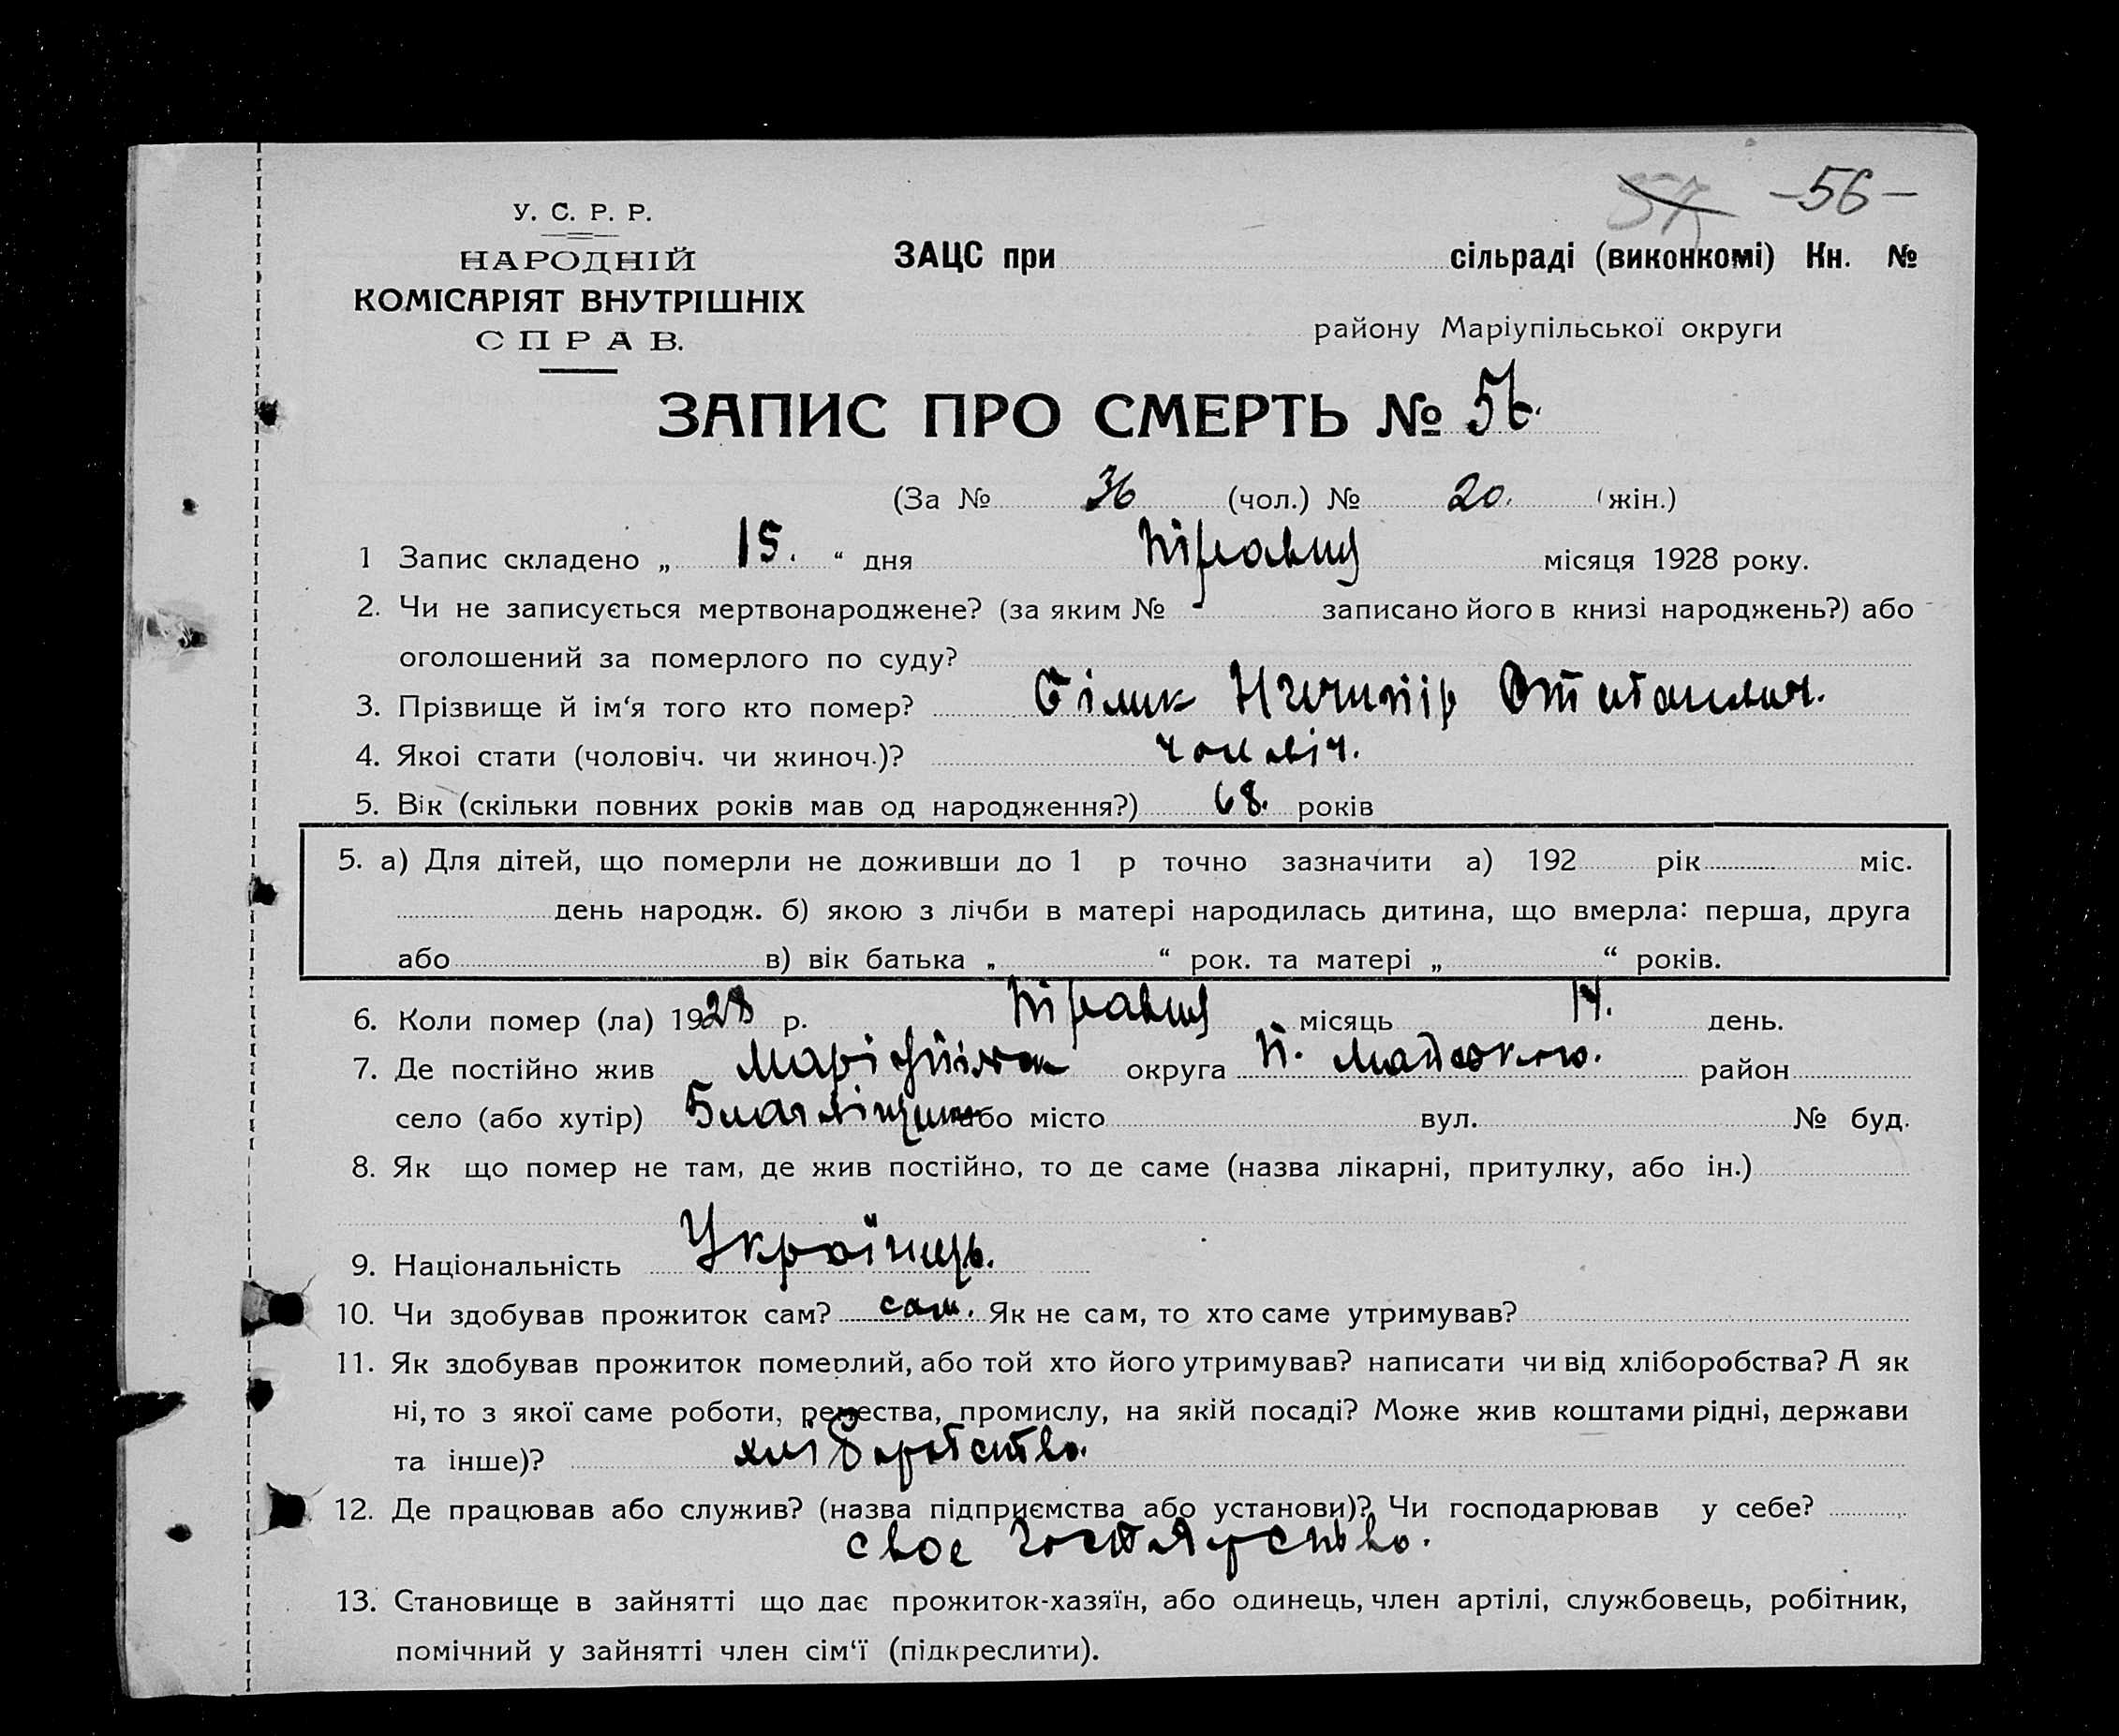 57 -56-
У. С. Р. Р.
НАРОДНІЙ
КОМІСАРІЯТ ВНУТРІШНІХ
СПРАВ.
ЗАЦС при сільраді (виконкомі) Кн. №
району Маріупільської округи
ЗАПИС ПРО СМЕРТЬ № 56.
(За № 36 (чол.) № 20. (жін.)
1 Запис складено „ 15. “ дня місяця 1928 року.
2. Чи не записується мертвонароджене? (за яким № записано його в книзі народжень?) або
оголошений за померлого по суду?
3. Прізвище й ім‘я того кто помер? Білик Ничипір Остапович.
4. Якоі стати (чоловіч. чи жиноч.)? чоловіч.
5. Вік (скільки повних років мав од народження?) 68. років
5. а) Для дітей, що померли не доживши до 1 р точно зазначити а) 192 рік міс.
день народж. б) якою з лічби в матері народилась дитина, що вмерла: перша, друга
або в) вік батька „ “ рок. та матері „ “ років.
6. Коли помер (ла) 1928 р. місяць 14. день.
7. Де постійно жив округа район
село (або хутір) або місто вул. № буд.
8. Як що помер не там, де жив постійно, то де саме (назва лікарні, притулку, або ін.)
9. Національність Українець.
10. Чи здобував прожиток сам? сам. Як не сам, то хто саме утримував?
11. Як здобував прожиток померлий, або той хто його утримував? написати чи від хліборобства? А як
ні, то з якої саме роботи, ремества, промислу, на якій посаді? Може жив коштами рідні, держави
та інше)? хліборобство.
12. Де працював або служив? (назва підприємства або установи)? Чи господарював у себе?
своє
13. Становище в зайнятті що дає прожиток-хазяїн, або одинець, член артілі, службовець, робітник,
помічний у зайнятті член сім‘ї (підкреслити).